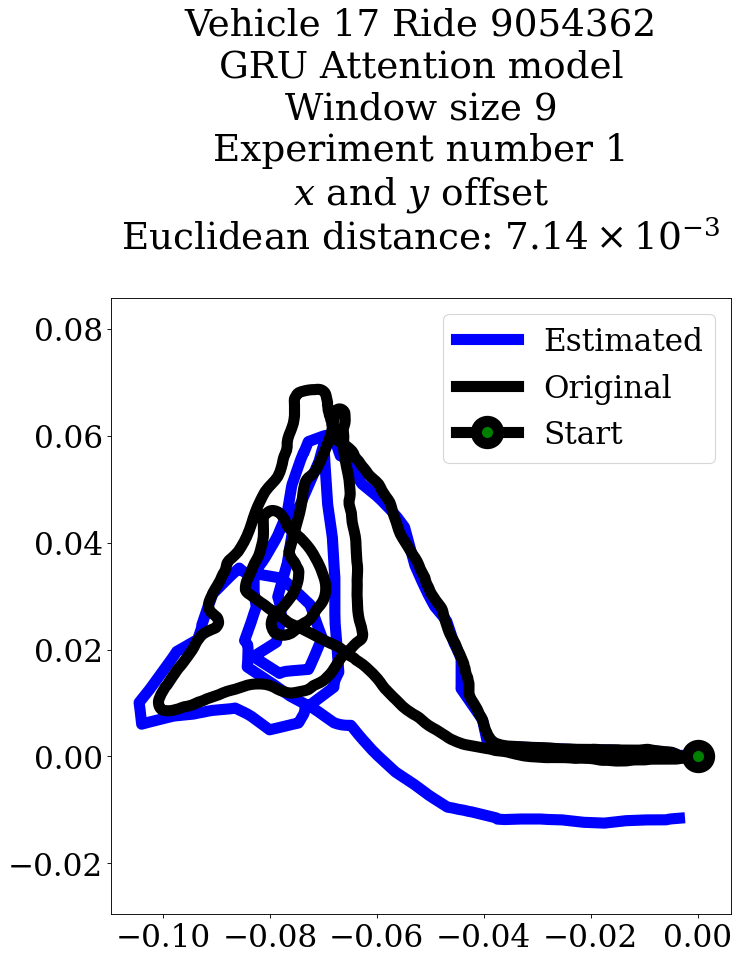 Vehicle 17 Ride 9054362
GRU Attention model
Window size 9
Experiment number 1
x and y offset
Euclidean distance: 7.14 × 10⁻³
Estimated
Original
Start
0.08
0.06
0.04
0.02
0.00
−0.02
−0.10 −0.08 −0.06 −0.04 −0.02 0.00